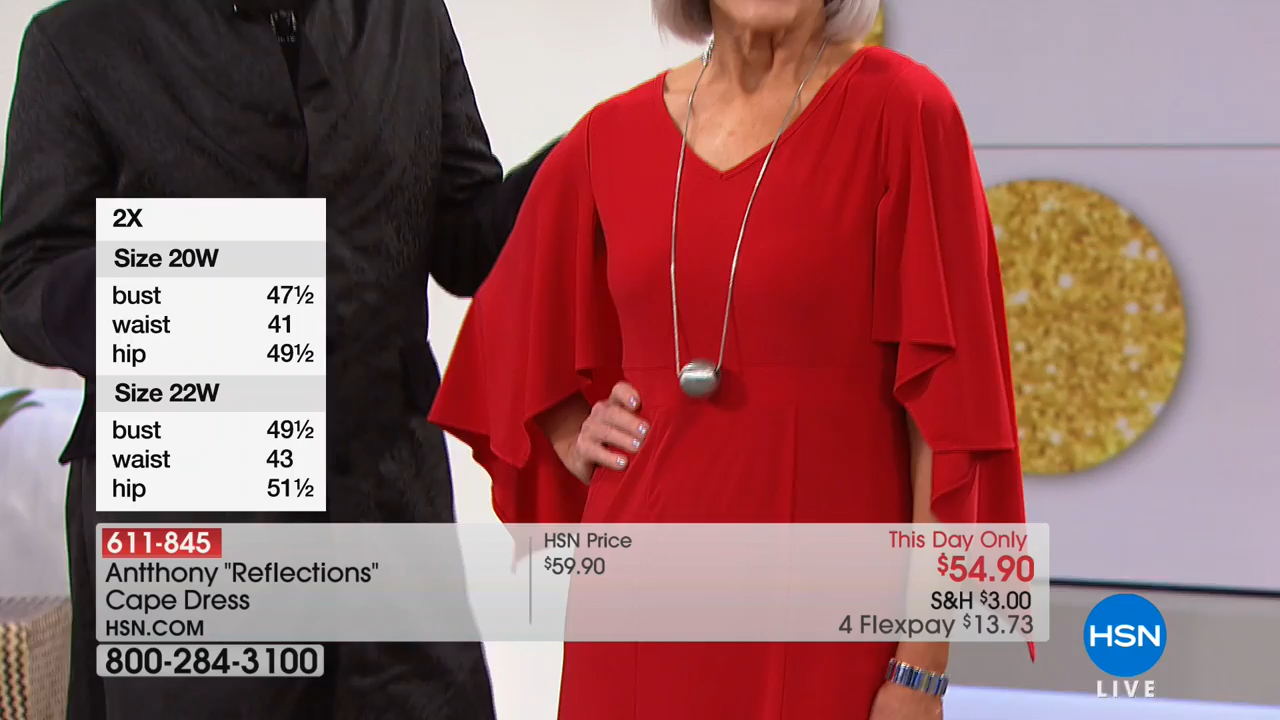 2X
Size 20W
bust 47½
waist 41
hip 49½
Size 22W
bust 49½
waist 43
hip 51½
611-845
Antthony "Reflections"
Cape Dress
HSN.COM
800-284-3100
HSN Price
$59.90
This Day Only
$54.90
S&H $3.00
4 Flexpay $13.73
HSN
LIVE